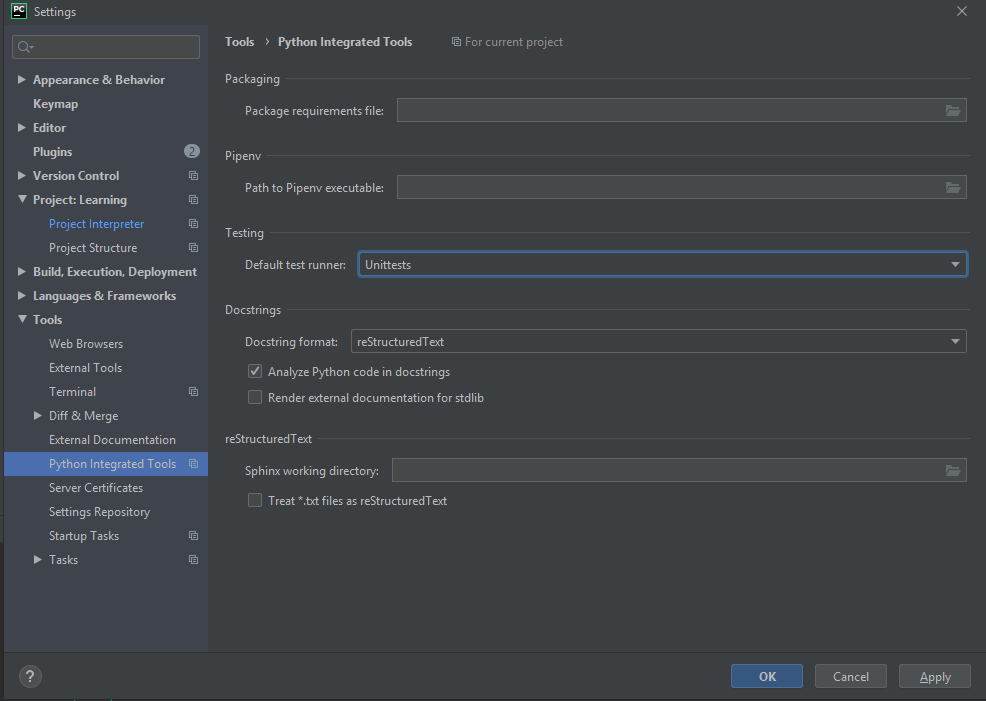 PC Settings
Tools › Python Integrated Tools For current project
Appearance & Behavior
Keymap
Editor
Plugins 2
Version Control
Project: Learning
Project Interpreter
Project Structure
Build, Execution, Deployment
Languages & Frameworks
Tools
Web Browsers
External Tools
Terminal
Diff & Merge
External Documentation
Python Integrated Tools
Server Certificates
Settings Repository
Startup Tasks
Tasks
Packaging
Package requirements file:
Pipenv
Path to Pipenv executable:
Testing
Default test runner: Unittests
Docstrings
Docstring format: reStructuredText
Analyze Python code in docstrings
Render external documentation for stdlib
reStructuredText
Sphinx working directory:
Treat *.txt files as reStructuredText
? OK Cancel Apply